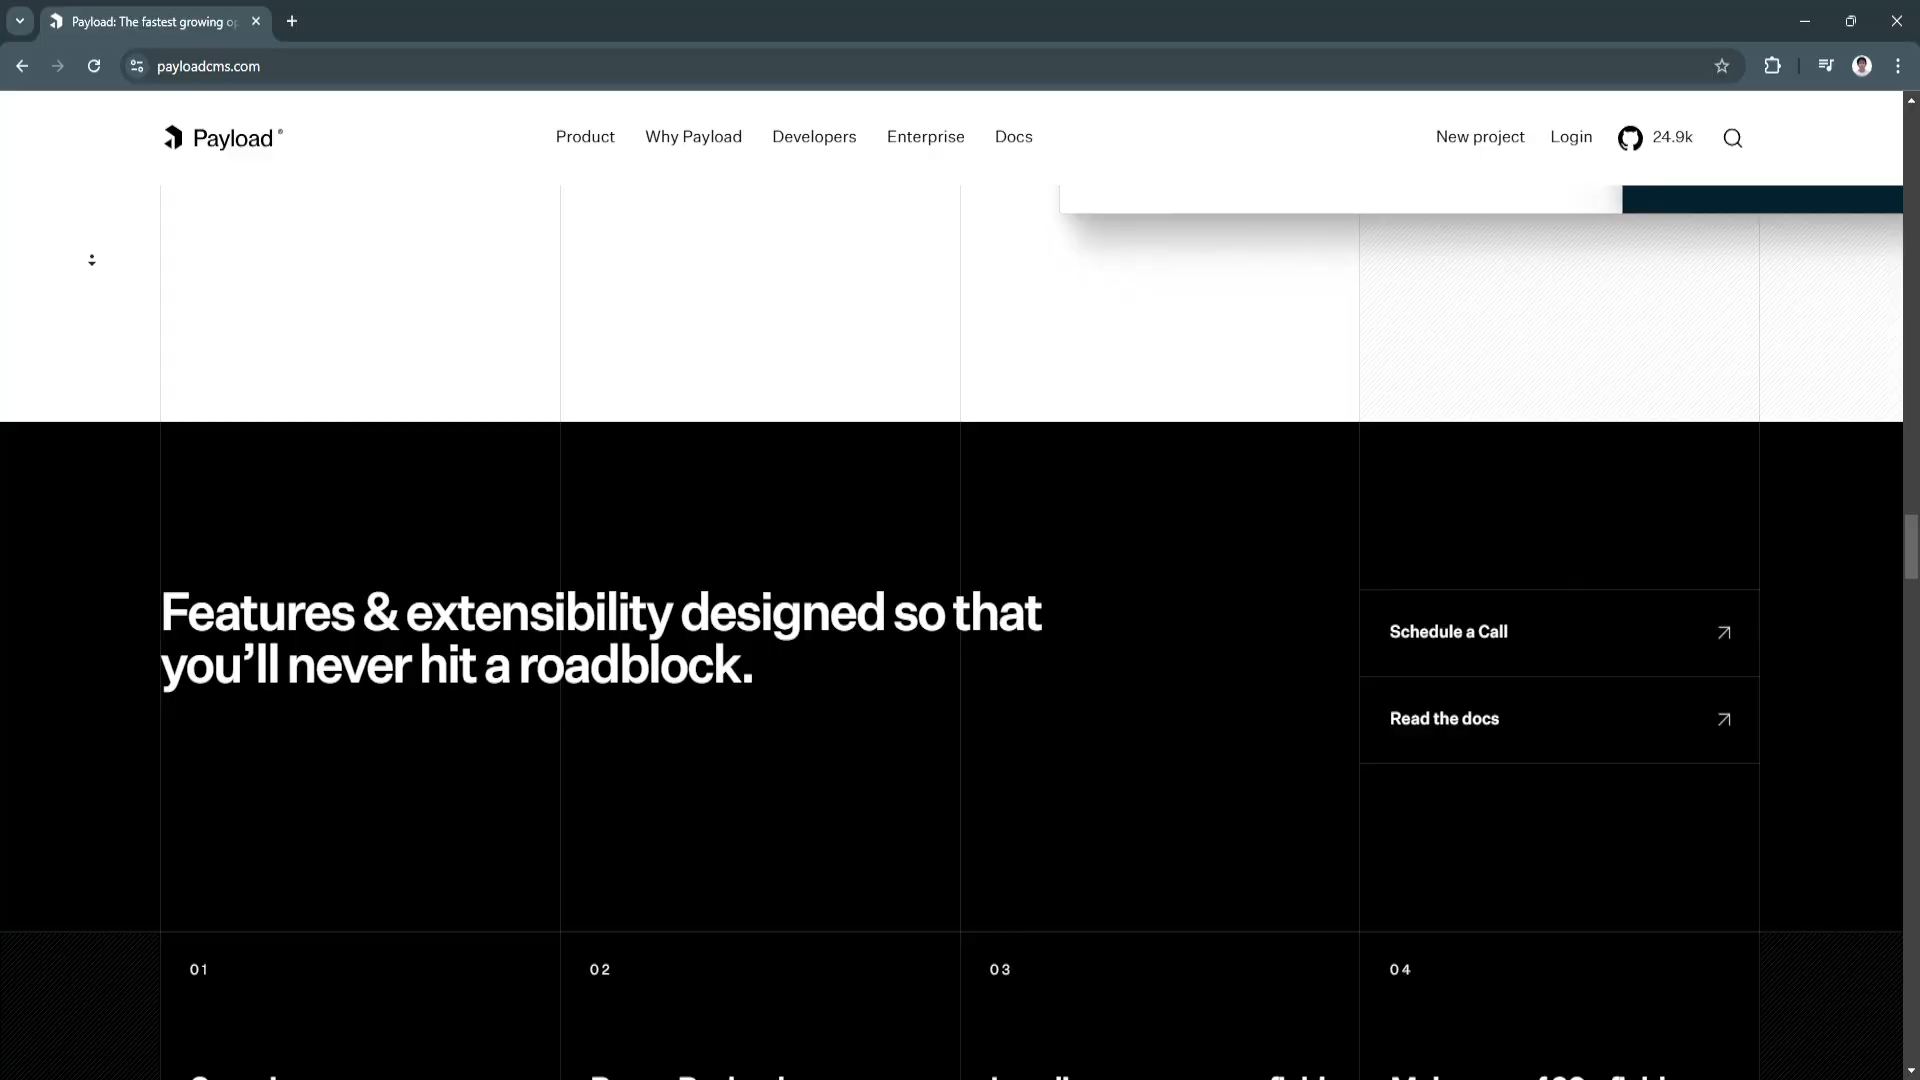 Payload: The fastest growing op
payloadcms.com
Payload®
Product Why Payload Developers Enterprise Docs
New project Login 24.9k
Features & extensibility designed so that
you’ll never hit a roadblock.
Schedule a Call
Read the docs
01 02 03 04